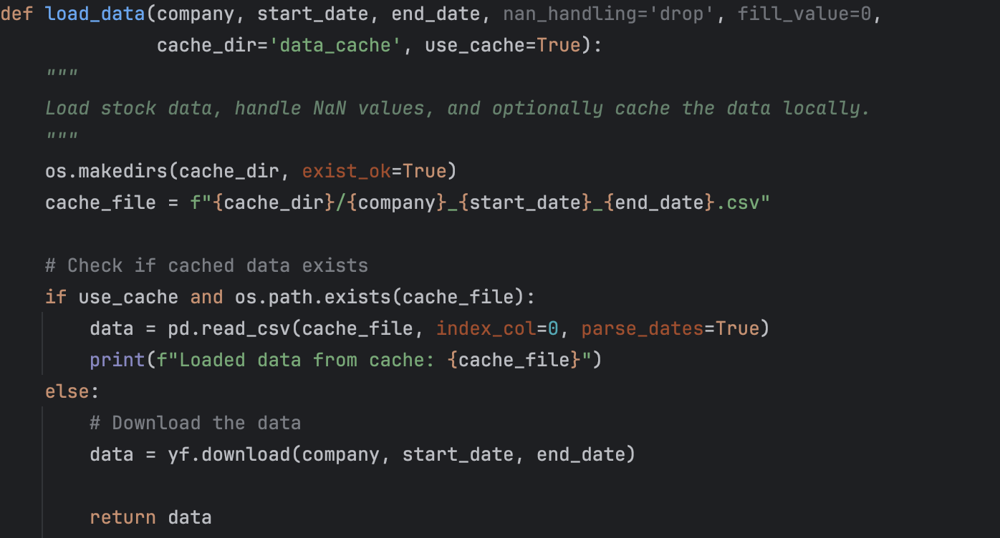 def load_data(company, start_date, end_date, nan_handling='drop', fill_value=0,
              cache_dir='data_cache', use_cache=True):
    """
    Load stock data, handle NaN values, and optionally cache the data locally.
    """
    os.makedirs(cache_dir, exist_ok=True)
    cache_file = f"{cache_dir}/{company}_{start_date}_{end_date}.csv"

    # Check if cached data exists
    if use_cache and os.path.exists(cache_file):
        data = pd.read_csv(cache_file, index_col=0, parse_dates=True)
        print(f"Loaded data from cache: {cache_file}")
    else:
        # Download the data
        data = yf.download(company, start_date, end_date)

        return data